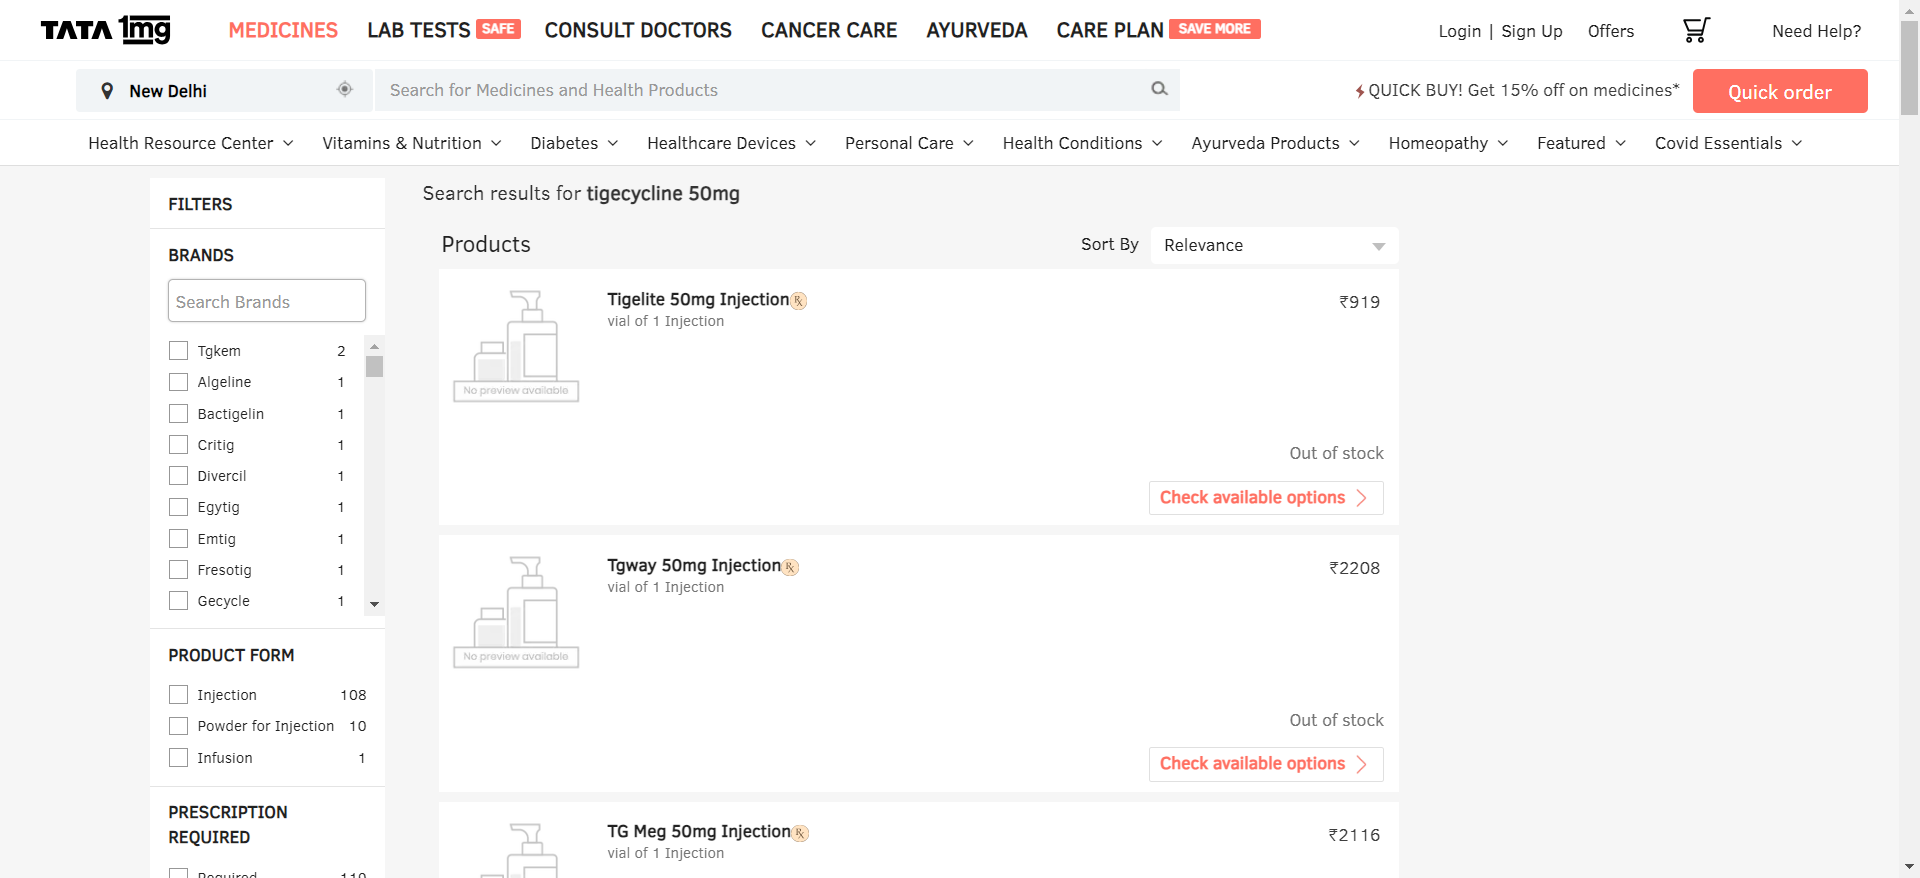 TATA 1mg
MEDICINES LAB TESTS SAFE CONSULT DOCTORS CANCER CARE AYURVEDA CARE PLAN SAVE MORE
Login | Sign Up Offers Need Help?
New Delhi
Search for Medicines and Health Products
QUICK BUY! Get 15% off on medicines*
Quick order
Health Resource Center Vitamins & Nutrition Diabetes Healthcare Devices Personal Care Health Conditions Ayurveda Products Homeopathy Featured Covid Essentials
FILTERS
BRANDS
Search Brands
Tgkem 2
Algeline 1
Bactigelin 1
Critig 1
Divercil 1
Egytig 1
Emtig 1
Fresotig 1
Gecycle 1
PRODUCT FORM
Injection 108
Powder for Injection 10
Infusion 1
PRESCRIPTION
REQUIRED
Required 119
Search results for tigecycline 50mg
Products
Sort By Relevance
Tigelite 50mg Injection ℞
vial of 1 Injection
₹919
No preview available
Out of stock
Check available options
Tgway 50mg Injection ℞
vial of 1 Injection
₹2208
No preview available
Out of stock
Check available options
TG Meg 50mg Injection ℞
vial of 1 Injection
₹2116